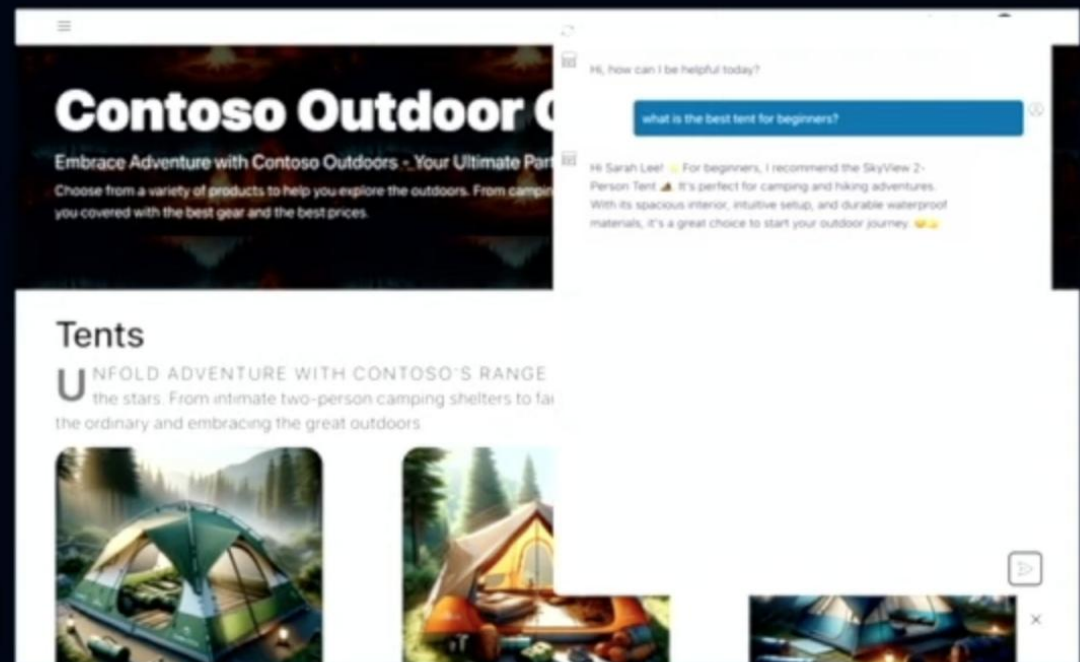 Contoso Outdoor
Embrace Adventure with Contoso Outdoors - Your Ultimate
Choose from a variety of products to help you explore the outdoors. From
you covered with the best gear and the best prices.
Tents
UNFOLD ADVENTURE WITH CONTOSO'S RANGE
the stars. From intimate two-person camping shelters to
the ordinary and embracing the great outdoors
Hi, how can I be helpful today?
what is the best tent for beginners?
Hi Sarah Lee! 🌟 For beginners, I recommend the SkyView 2-
Person Tent 🏕️. It's perfect for camping and hiking adventures.
With its spacious interior, intuitive setup, and durable waterproof
materials, it's a great choice to start your outdoor journey.